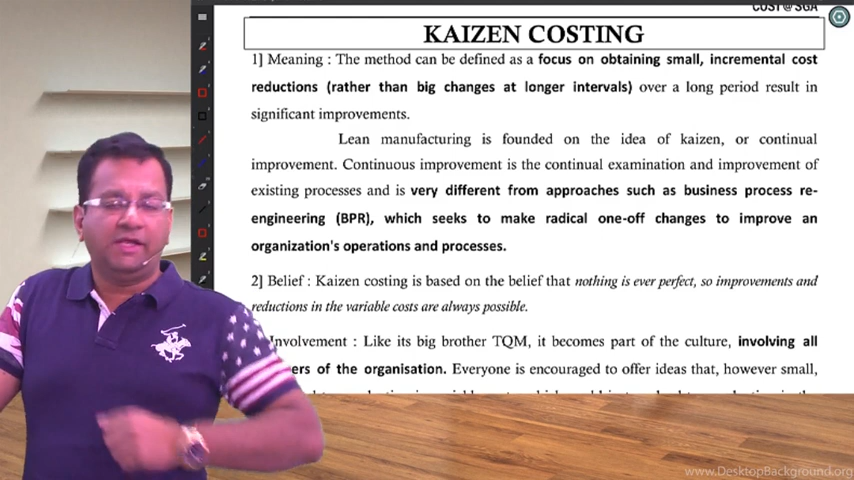 COST@SGA
KAIZEN COSTING
1] Meaning : The method can be defined as a focus on obtaining small, incremental cost
reductions (rather than big changes at longer intervals) over a long period result in
significant improvements.
Lean manufacturing is founded on the idea of kaizen, or continual
improvement. Continuous improvement is the continual examination and improvement of
existing processes and is very different from approaches such as business process re-
engineering (BPR), which seeks to make radical one-off changes to improve an
organization's operations and processes.
2] Belief : Kaizen costing is based on the belief that nothing is ever perfect, so improvements and
reductions in the variable costs are always possible.
Involvement : Like its big brother TQM, it becomes part of the culture, involving all
of the organisation. Everyone is encouraged to offer ideas that, however small,
www.DesktopBackground.org